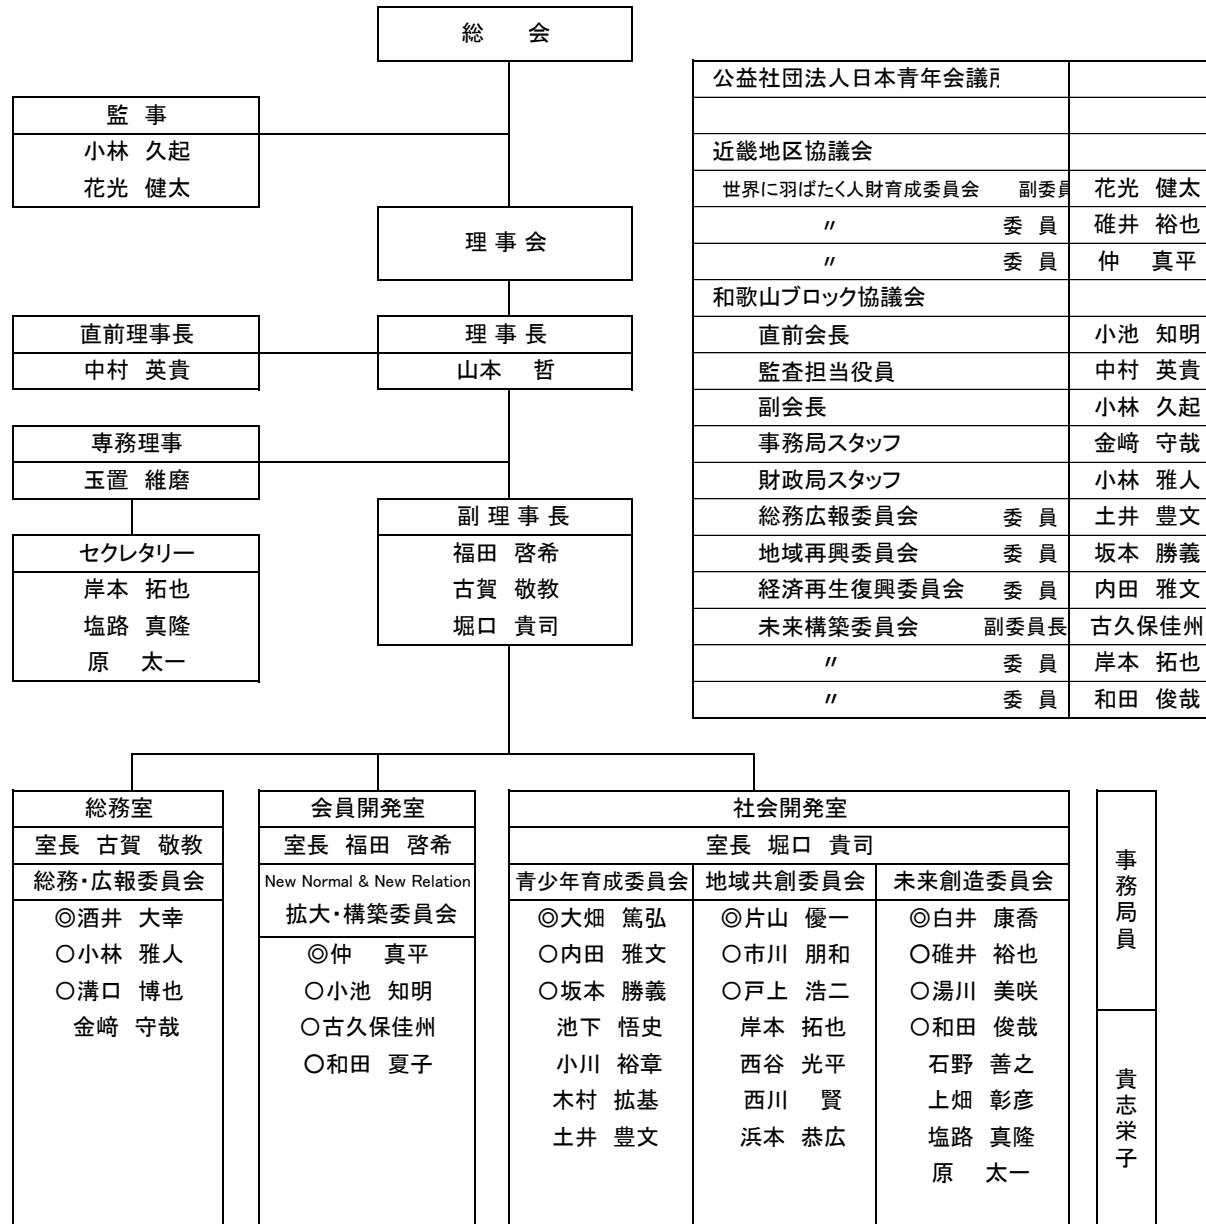 総　会
監 事
小林 久起
花光 健太
理 事 会
直前理事長
中村 英貴
理 事 長
山本 哲
専務理事
玉置 維磨
セクレタリー
岸本 拓也
塩路 真隆
原 太一
副 理 事 長
福田 啓希
古賀 敬教
堀口 貴司
公益社団法人日本青年会議所
近畿地区協議会
世界に羽ばたく人財育成委員会 副委員 花光 健太
〃 委 員 碓井 裕也
〃 委 員 仲 真平
和歌山ブロック協議会
直前会長 小池 知明
監査担当役員 中村 英貴
副会長 小林 久起
事務局スタッフ 金﨑 守哉
財政局スタッフ 小林 雅人
総務広報委員会 委 員 土井 豊文
地域再興委員会 委 員 坂本 勝義
経済再生復興委員会 委 員 内田 雅文
未来構築委員会 副委員長 古久保佳州
〃 委 員 岸本 拓也
〃 委 員 和田 俊哉
総務室
室長 古賀 敬教
総務・広報委員会
◎酒井 大幸
○小林 雅人
○溝口 博也
金﨑 守哉
会員開発室
室長 福田 啓希
New Normal & New Relation
拡大・構築委員会
◎仲 真平
○小池 知明
○古久保佳州
○和田 夏子
社会開発室
室長 堀口 貴司
青少年育成委員会
◎大畑 篤弘
○内田 雅文
○坂本 勝義
池下 悟史
小川 裕章
木村 拡基
土井 豊文
地域共創委員会
◎片山 優一
○市川 朋和
○戸上 浩二
岸本 拓也
西谷 光平
西川 賢
浜本 恭広
未来創造委員会
◎白井 康喬
○碓井 裕也
○湯川 美咲
○和田 俊哉
石野 善之
上畑 彰彦
塩路 真隆
原 太一
事務局員
貴志栄子